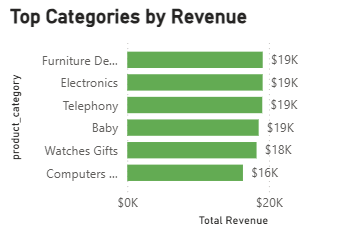 Top Categories by Revenue
product_category
Furniture De... $19K
Electronics $19K
Telephony $19K
Baby $19K
Watches Gifts $18K
Computers ... $16K
$0K $20K
Total Revenue